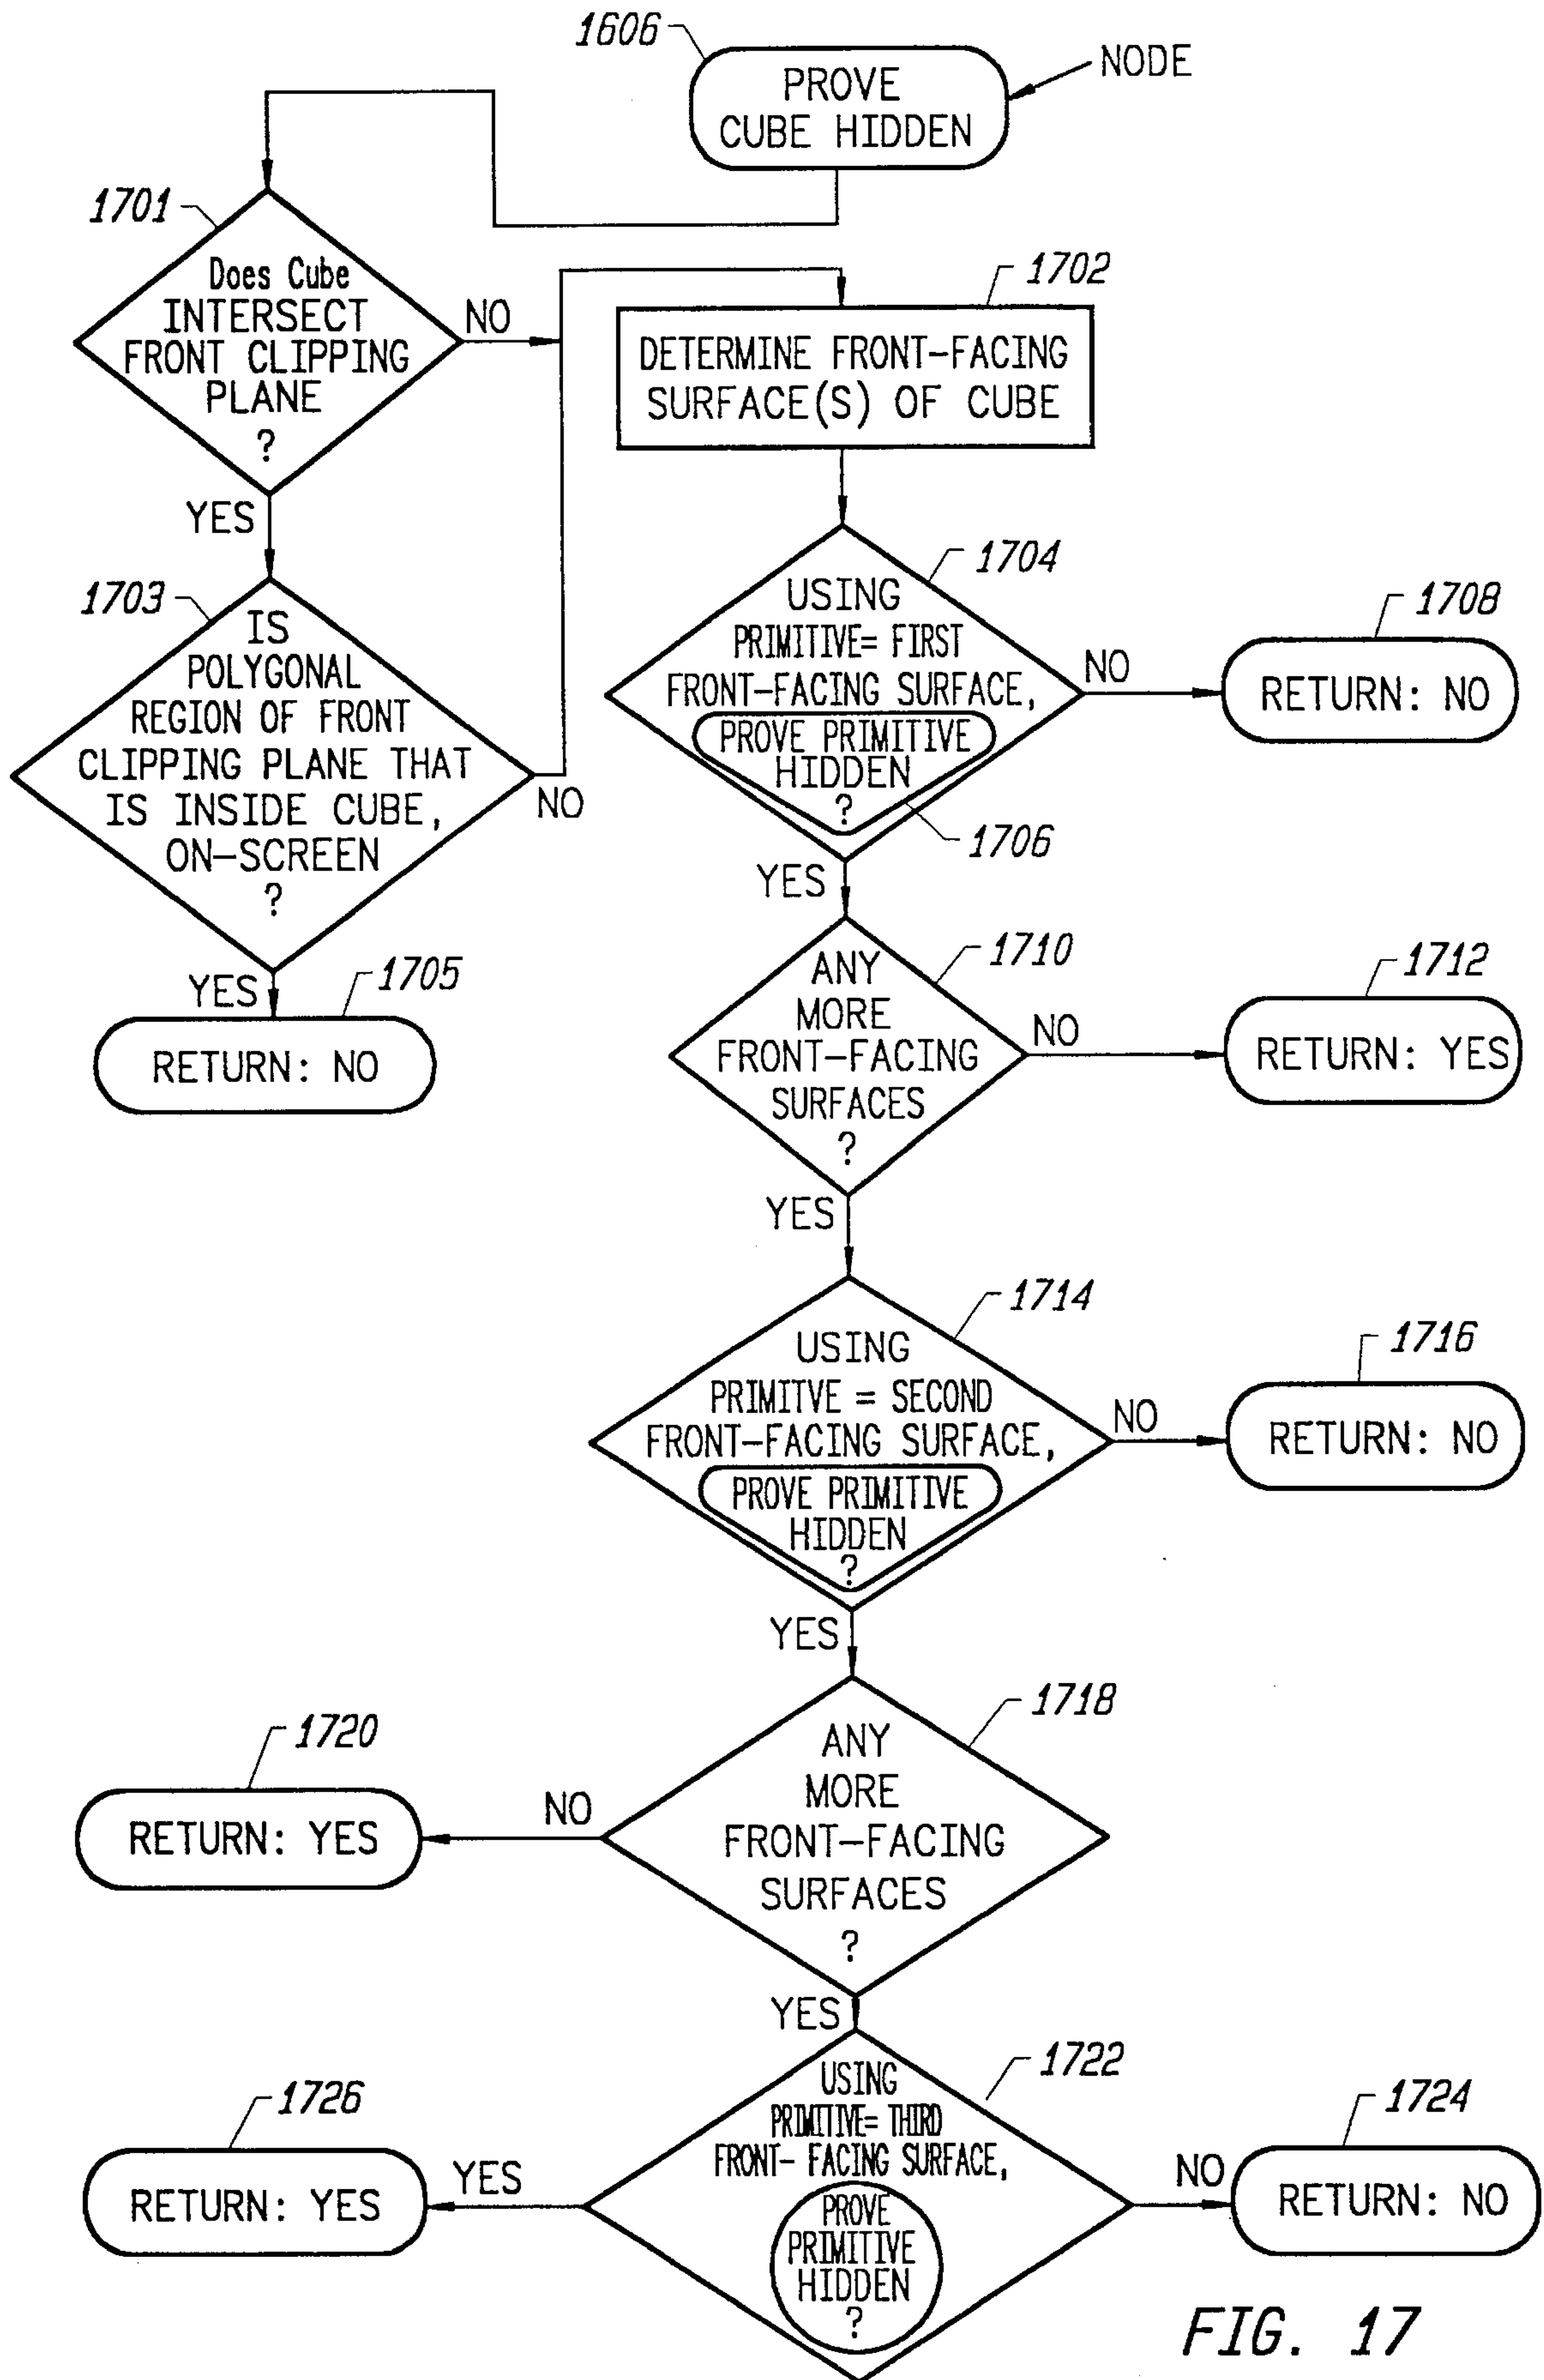 1606
NODE
PROVE
CUBE HIDDEN
1701
Does Cube
INTERSECT
FRONT CLIPPING
PLANE
?
NO
YES
1702
DETERMINE FRONT-FACING
SURFACE(S) OF CUBE
1703
IS
POLYGONAL
REGION OF FRONT
CLIPPING PLANE THAT
IS INSIDE CUBE,
ON-SCREEN
?
NO
YES
1705
RETURN: NO
1704
USING
PRIMITIVE= FIRST
FRONT-FACING SURFACE,
PROVE PRIMITIVE
HIDDEN
?
1706
NO
1708
RETURN: NO
YES
1710
ANY
MORE
FRONT-FACING
SURFACES
?
NO
1712
RETURN: YES
YES
1714
USING
PRIMITVE = SECOND
FRONT-FACING SURFACE,
PROVE PRIMITIVE
HIDDEN
?
NO
1716
RETURN: NO
YES
1718
ANY
MORE
FRONT-FACING
SURFACES
?
NO
1720
RETURN: YES
YES
1722
USING
PRIMITIVE= THIRD
FRONT- FACING SURFACE,
PROVE
PRIMITIVE
HIDDEN
?
YES
1726
RETURN: YES
NO
1724
RETURN: NO
FIG. 17